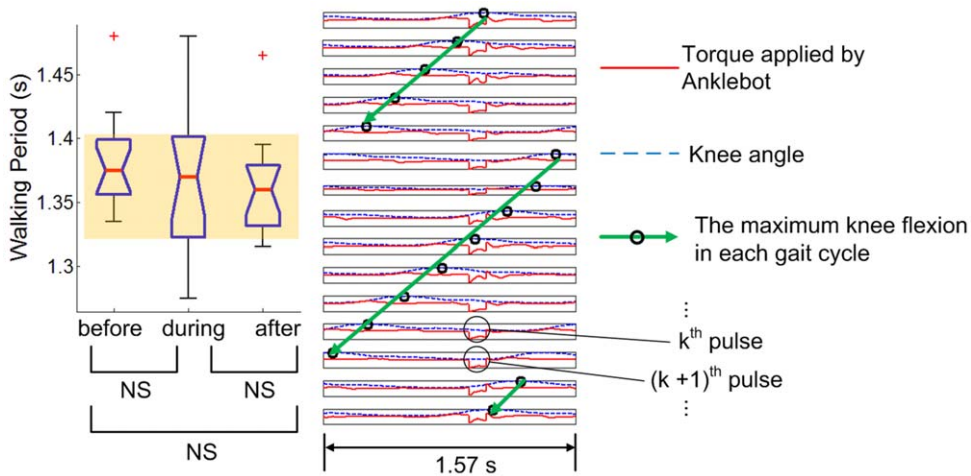 Walking Period (s)
1.45
1.4
1.35
1.3
before during after
NS NS
NS
1.57 s
Torque applied by
Anklebot
Knee angle
The maximum knee flexion
in each gait cycle
⋮
kth pulse
(k +1)th pulse
⋮